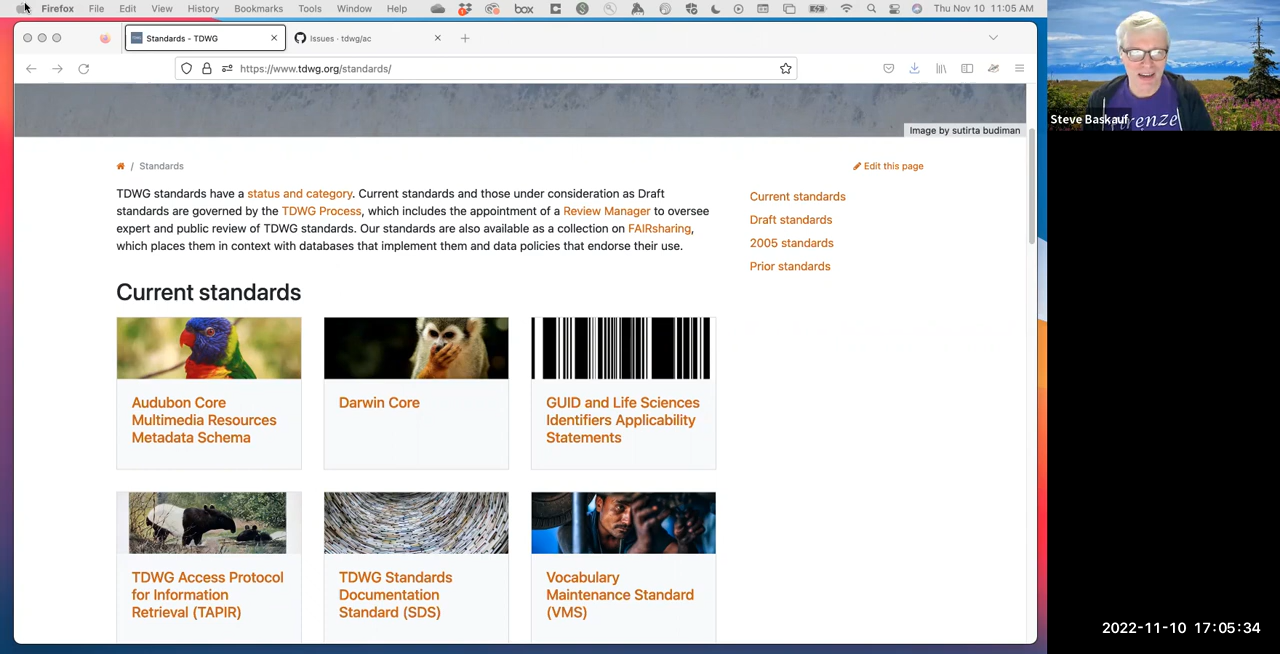 Firefox File Edit View History Bookmarks Tools Window Help box Thu Nov 10 11:05 AM
Standards - TDWG Issues · tdwg/ac
https://www.tdwg.org/standards/
Image by sutirta budiman
/ Standards
Edit this page
TDWG standards have a status and category. Current standards and those under consideration as Draft
standards are governed by the TDWG Process, which includes the appointment of a Review Manager to oversee
expert and public review of TDWG standards. Our standards are also available as a collection on FAIRsharing,
which places them in context with databases that implement them and data policies that endorse their use.
Current standards
Draft standards
2005 standards
Prior standards
Current standards
Audubon Core
Multimedia Resources
Metadata Schema
Darwin Core
GUID and Life Sciences
Identifiers Applicability
Statements
TDWG Access Protocol
for Information
Retrieval (TAPIR)
TDWG Standards
Documentation
Standard (SDS)
Vocabulary
Maintenance Standard
(VMS)
Steve Baskauf
2022-11-10 17:05:34